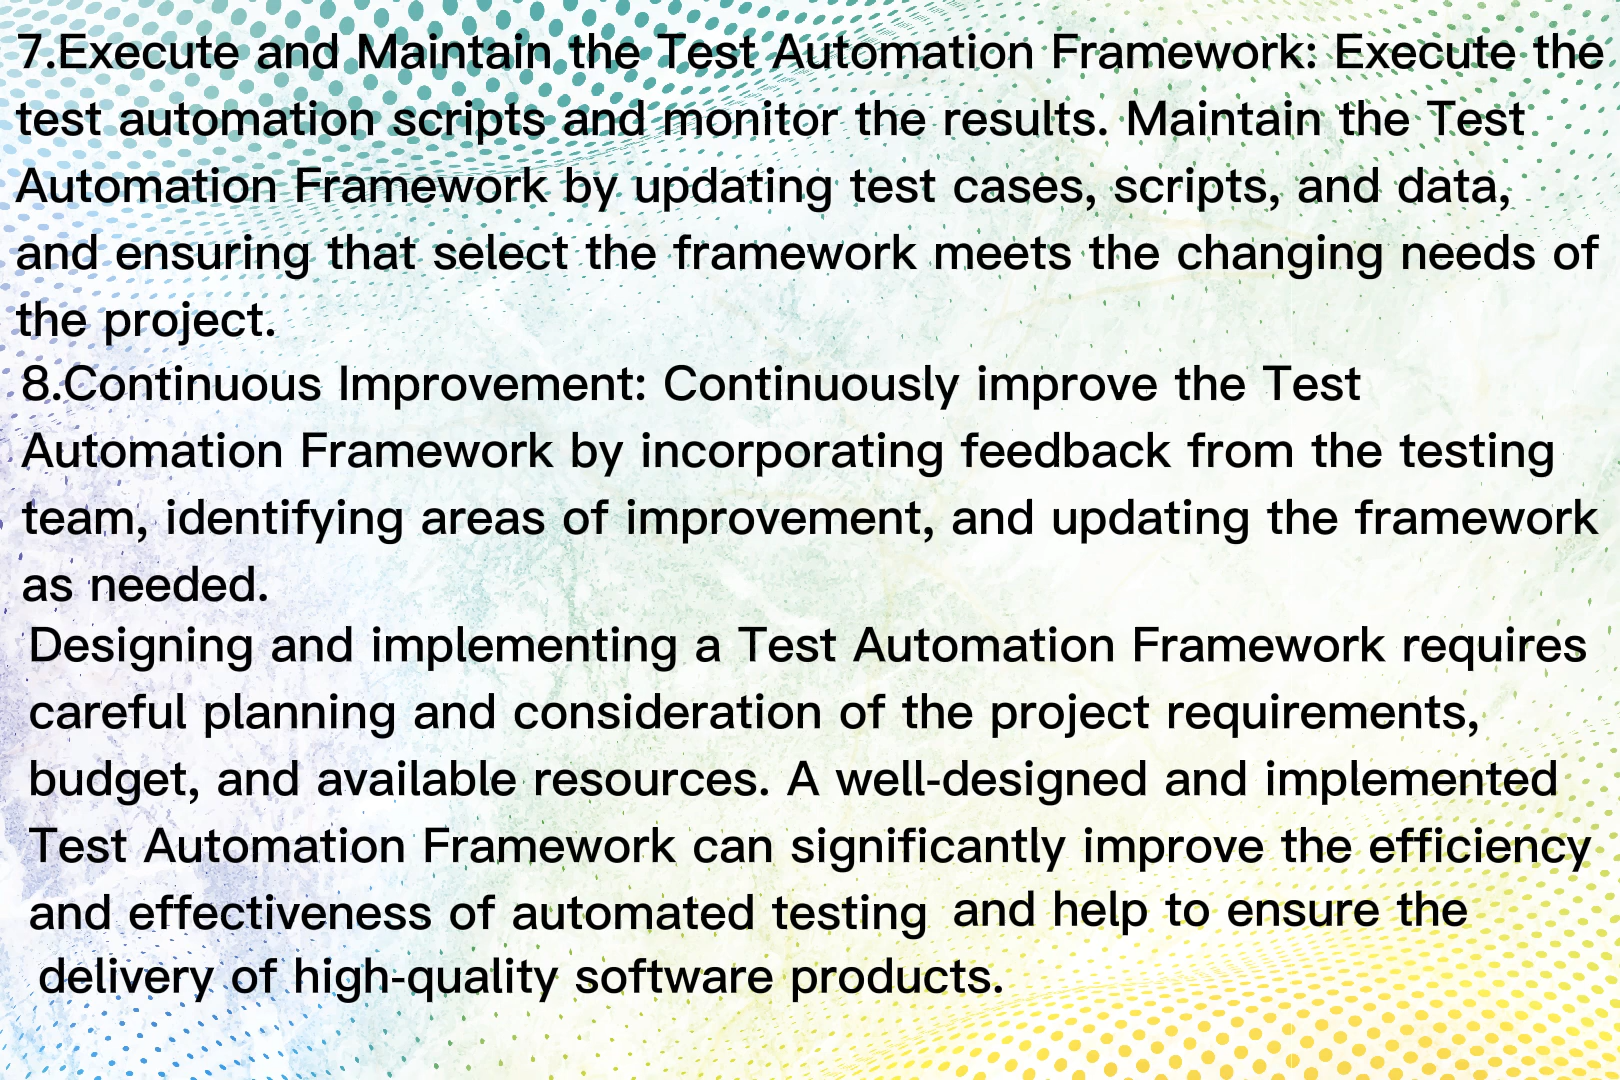 7.Execute and Maintain the Test Automation Framework: Execute the
test automation scripts and monitor the results. Maintain the Test
Automation Framework by updating test cases, scripts, and data,
and ensuring that select the framework meets the changing needs of
the project.
8.Continuous Improvement: Continuously improve the Test
Automation Framework by incorporating feedback from the testing
team, identifying areas of improvement, and updating the framework
as needed.
Designing and implementing a Test Automation Framework requires
careful planning and consideration of the project requirements,
budget, and available resources. A well-designed and implemented
Test Automation Framework can significantly improve the efficiency
and effectiveness of automated testing and help to ensure the
delivery of high-quality software products.